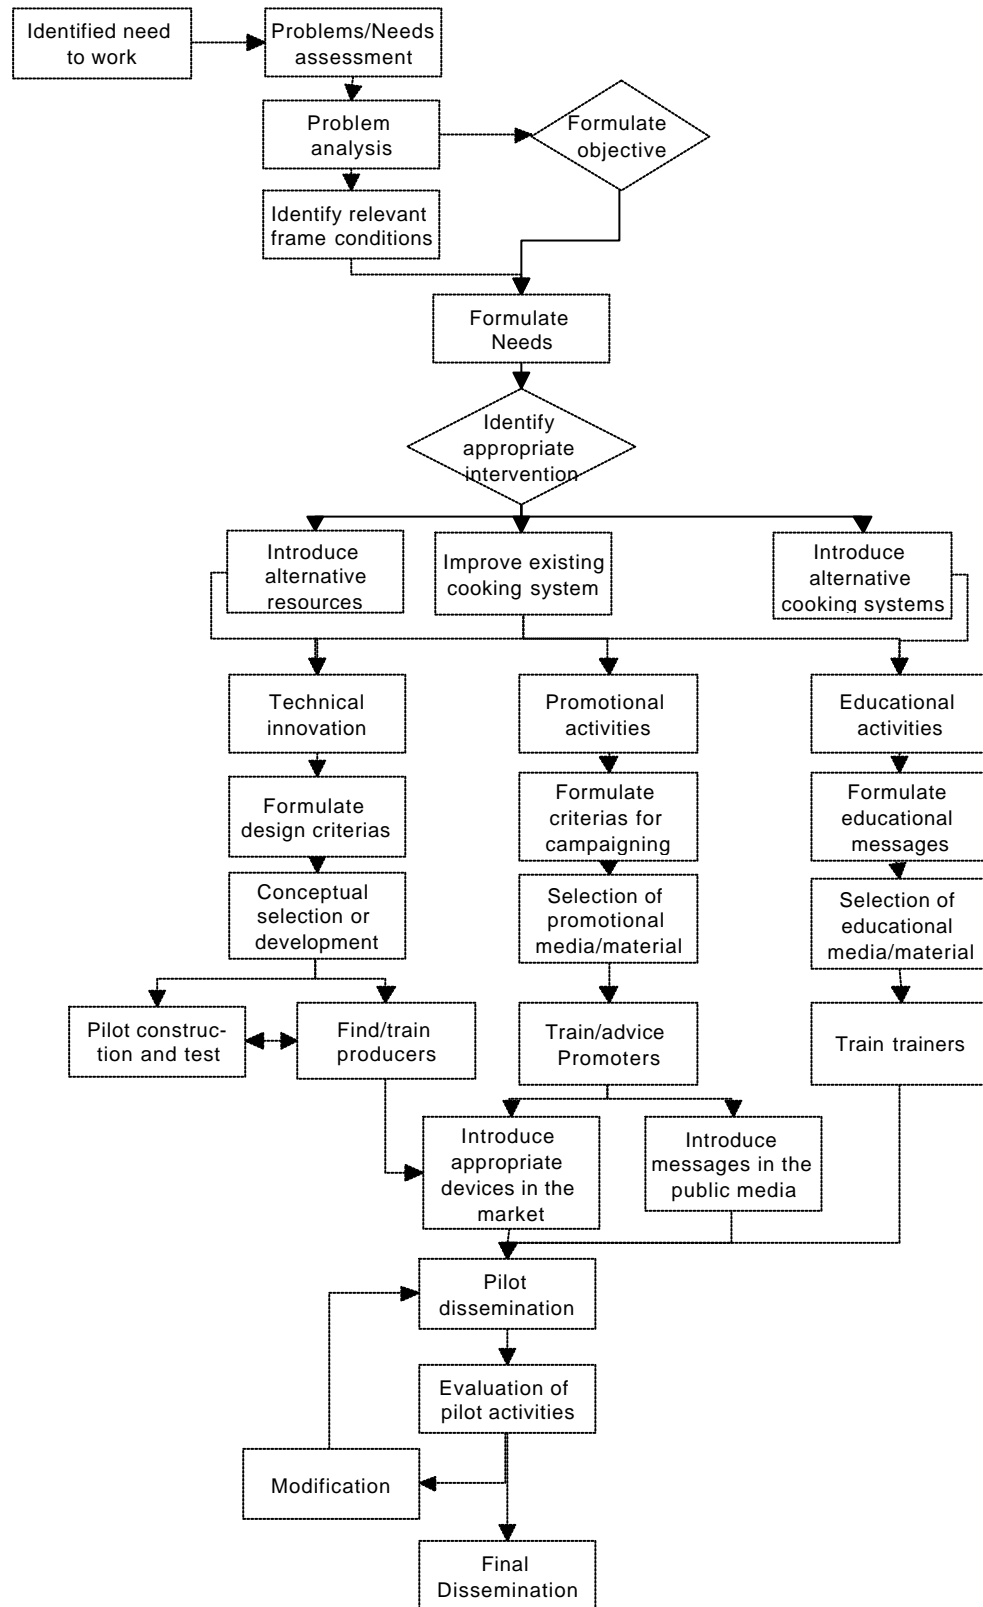 Identified need
to work
Problems/Needs
assessment
Problem
analysis
Formulate
objective
Identify relevant
frame conditions
Formulate
Needs
Identify
appropriate
intervention
Introduce
alternative
resources
Improve existing
cooking system
Introduce
alternative
cooking systems
Technical
innovation
Promotional
activities
Educational
activities
Formulate
design criterias
Formulate
criterias for
campaigning
Formulate
educational
messages
Conceptual
selection or
development
Selection of
promotional
media/material
Selection of
educational
media/material
Pilot construc-
tion and test
Find/train
producers
Train/advice
Promoters
Train trainers
Introduce
appropriate
devices in the
market
Introduce
messages in the
public media
Pilot
dissemination
Evaluation of
pilot activities
Modification
Final
Dissemination